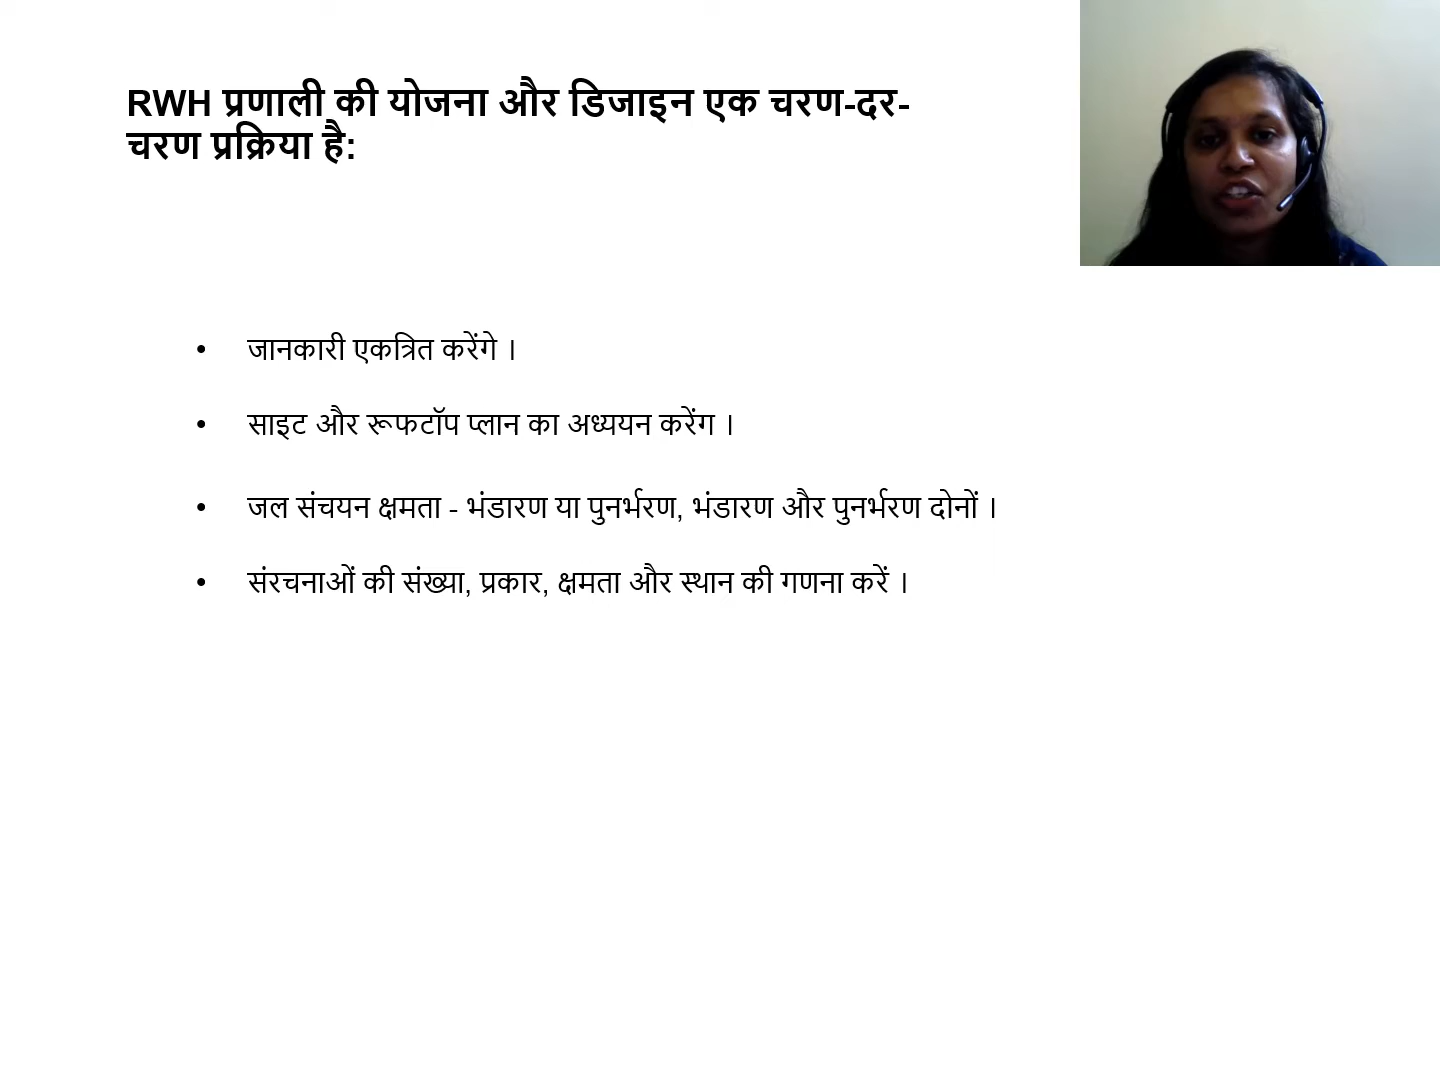 RWH प्रणाली की योजना और डिजाइन एक चरण-दर-
चरण प्रक्रिया है:
• जानकारी एकत्रित करेंगे ।
• साइट और रूफटॉप प्लान का अध्ययन करेंग ।
• जल संचयन क्षमता - भंडारण या पुनर्भरण, भंडारण और पुनर्भरण दोनों ।
• संरचनाओं की संख्या, प्रकार, क्षमता और स्थान की गणना करें ।